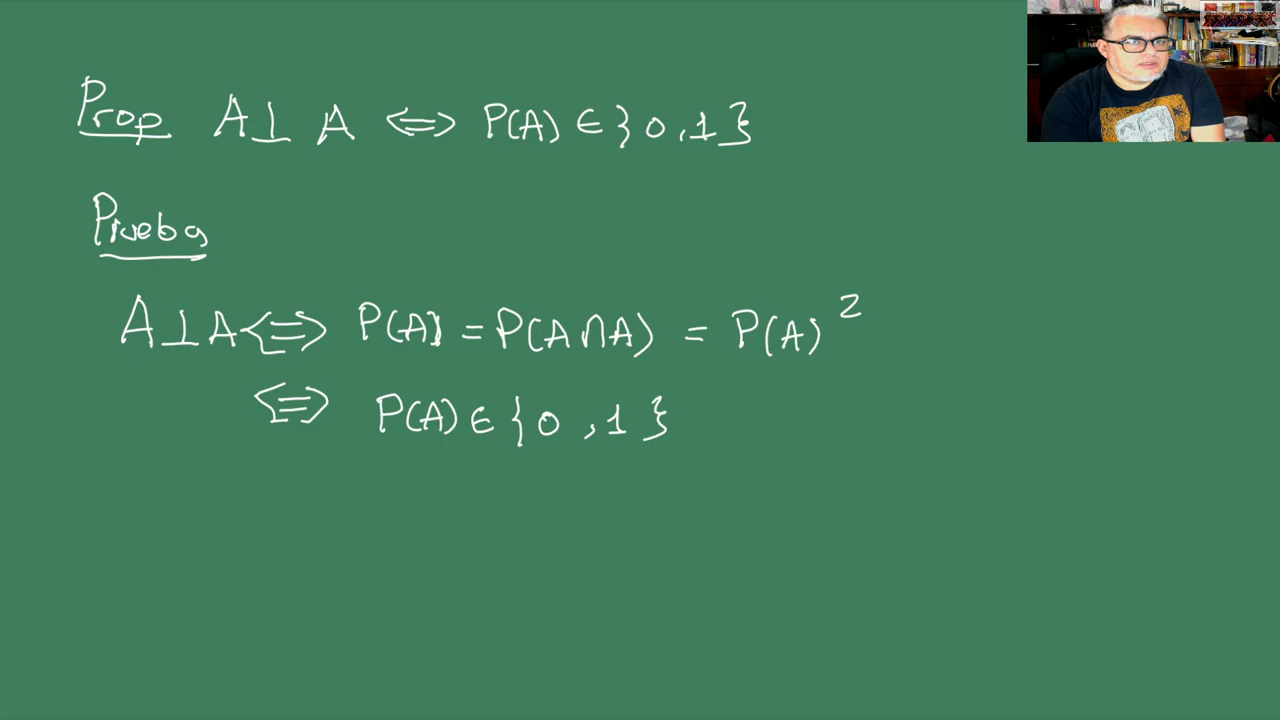 Prop A⊥A ⟺ P(A) ∈ }0,1}
Prueba
A⊥A ⟺ P(A) = P(A∩A) = P(A)²
⟺ P(A) ∈ {0,1}